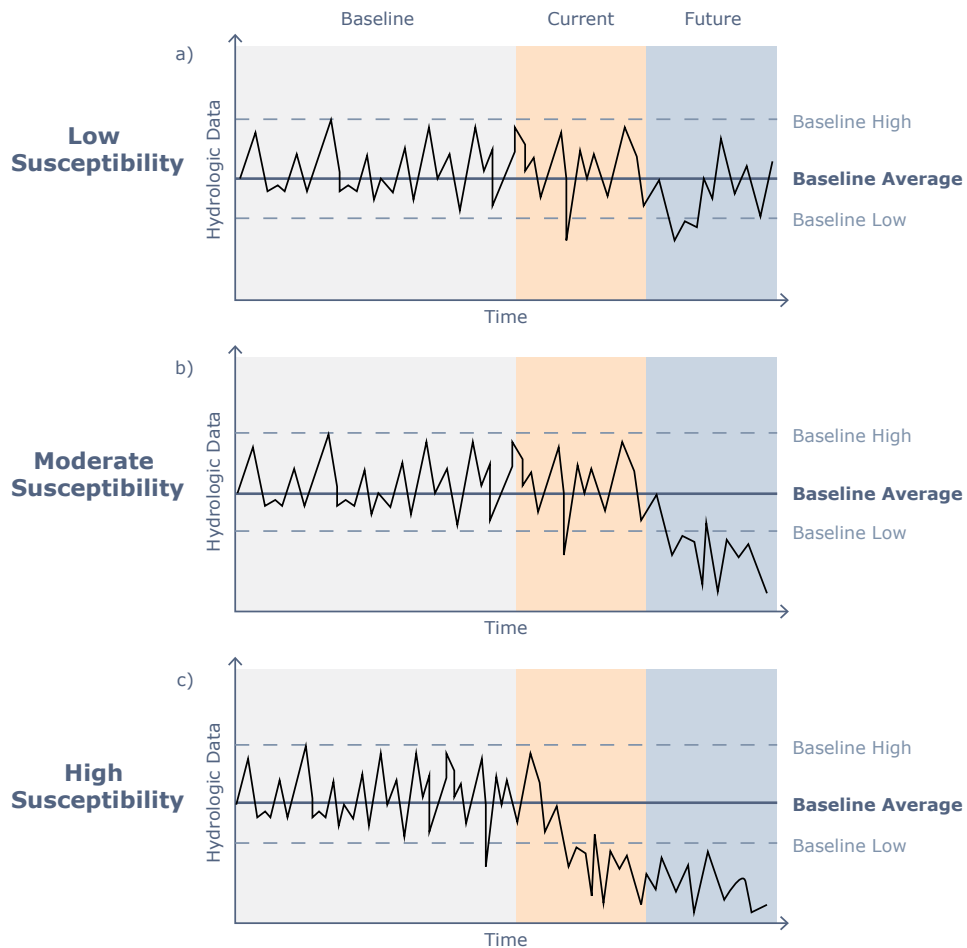 Baseline
Current
Future
a)
Low
Susceptibility
Hydrologic Data
Baseline High
Baseline Average
Baseline Low
Time
b)
Moderate
Susceptibility
Hydrologic Data
Baseline High
Baseline Average
Baseline Low
Time
c)
High
Susceptibility
Hydrologic Data
Baseline High
Baseline Average
Baseline Low
Time